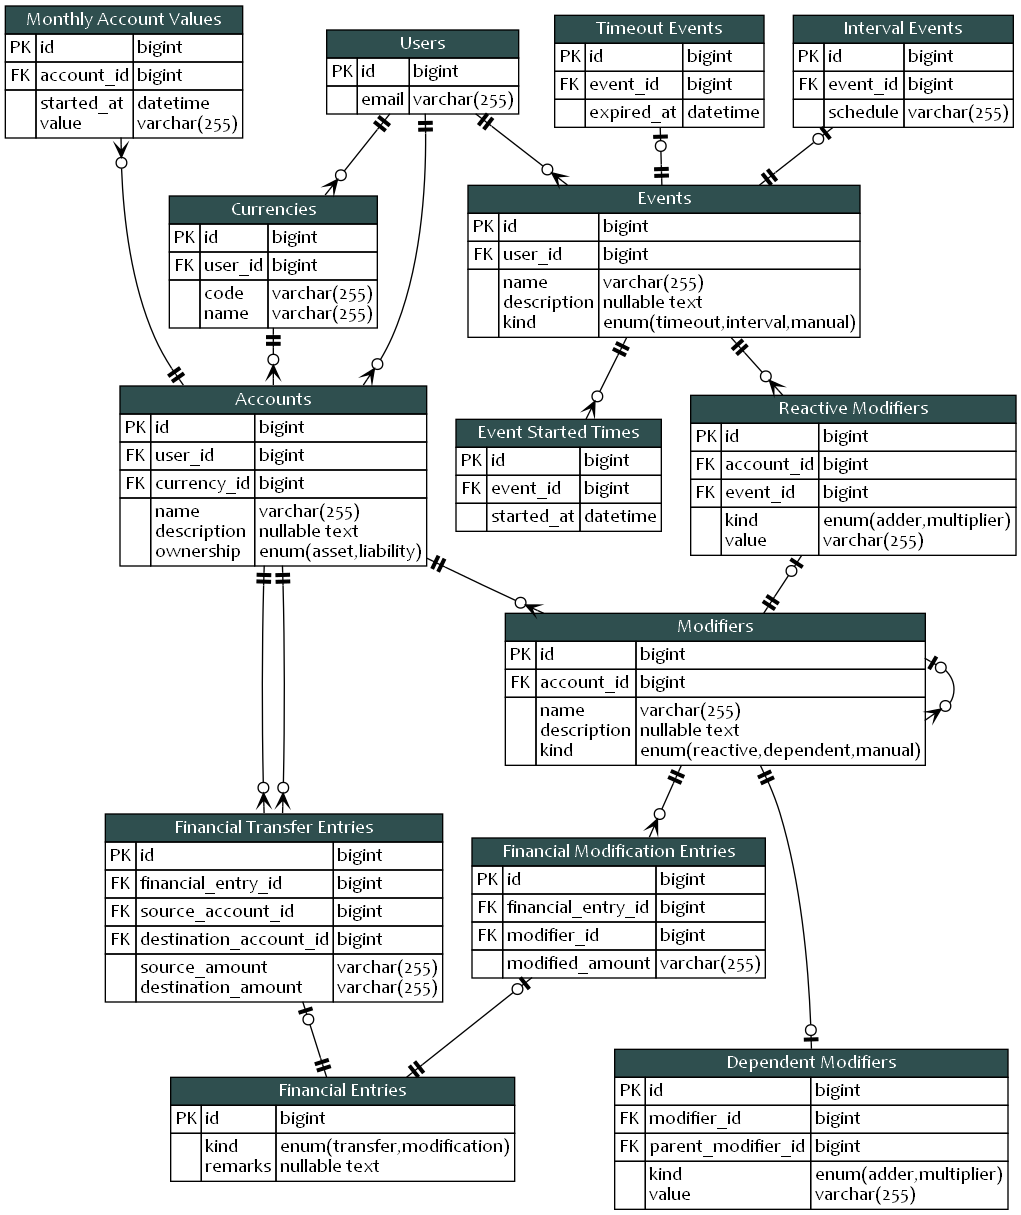 Monthly Account Values
PK id bigint
FK account_id bigint
started_at datetime
value varchar(255)
Users
PK id bigint
email varchar(255)
Timeout Events
PK id bigint
FK event_id bigint
expired_at datetime
Interval Events
PK id bigint
FK event_id bigint
schedule varchar(255)
Currencies
PK id bigint
FK user_id bigint
code varchar(255)
name varchar(255)
Events
PK id bigint
FK user_id bigint
name varchar(255)
description nullable text
kind enum(timeout,interval,manual)
Accounts
PK id bigint
FK user_id bigint
FK currency_id bigint
name varchar(255)
description nullable text
ownership enum(asset,liability)
Event Started Times
PK id bigint
FK event_id bigint
started_at datetime
Reactive Modifiers
PK id bigint
FK account_id bigint
FK event_id bigint
kind enum(adder,multiplier)
value varchar(255)
Modifiers
PK id bigint
FK account_id bigint
name varchar(255)
description nullable text
kind enum(reactive,dependent,manual)
Financial Transfer Entries
PK id bigint
FK financial_entry_id bigint
FK source_account_id bigint
FK destination_account_id bigint
source_amount varchar(255)
destination_amount varchar(255)
Financial Modification Entries
PK id bigint
FK financial_entry_id bigint
FK modifier_id bigint
modified_amount varchar(255)
Financial Entries
PK id bigint
kind enum(transfer,modification)
remarks nullable text
Dependent Modifiers
PK id bigint
FK modifier_id bigint
FK parent_modifier_id bigint
kind enum(adder,multiplier)
value varchar(255)